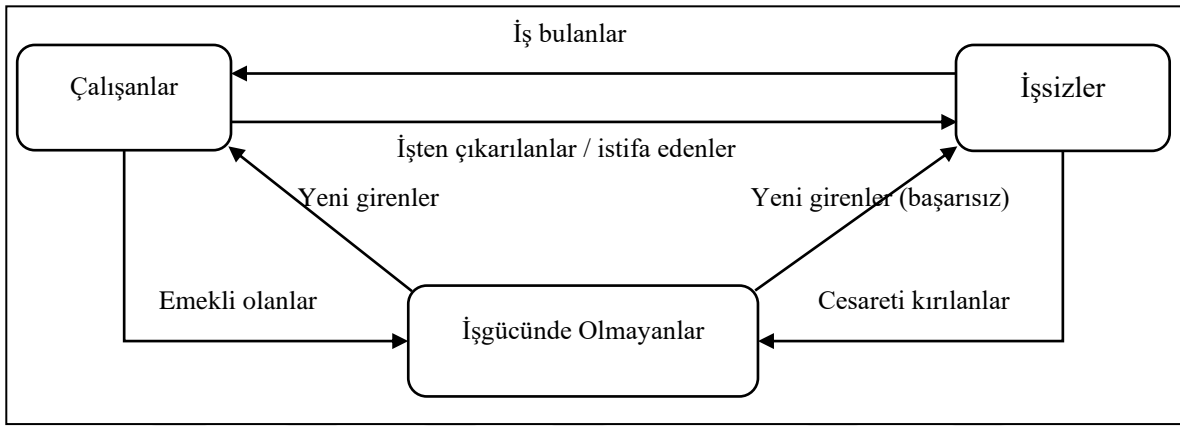 İş bulanlar
Çalışanlar
İşsizler
İşten çıkarılanlar / istifa edenler
Yeni girenler
Yeni girenler (başarısız)
Emekli olanlar
Cesareti kırılanlar
İşgücünde Olmayanlar